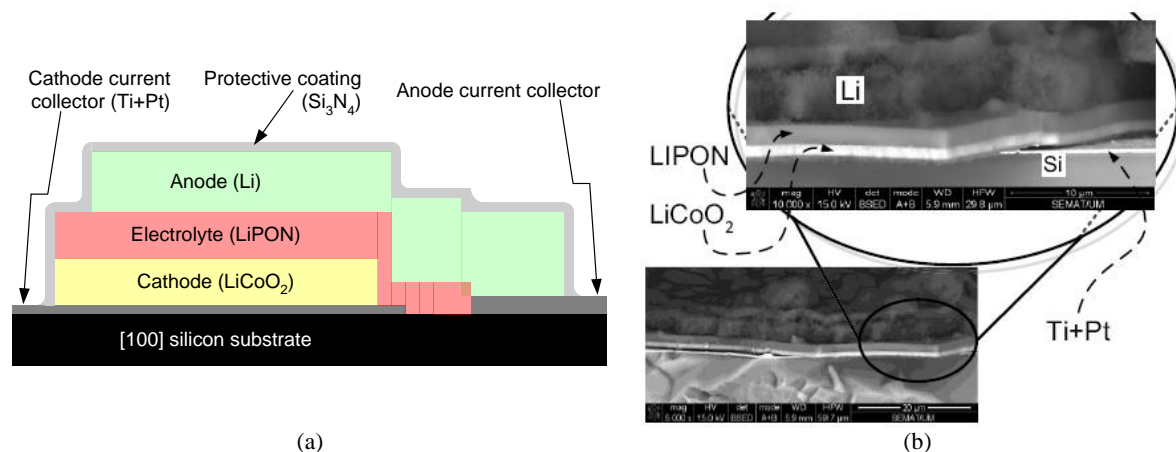 Cathode current
collector (Ti+Pt)
Protective coating
(Si3N4)
Anode current collector
Anode (Li)
Electrolyte (LiPON)
Cathode (LiCoO2)
[100] silicon substrate
(a)
Li
LIPON
LiCoO2
Si
Ti+Pt
mag HV det mode WD HFW 10 µm
10 000 x 15.0 kV BSED A+B 5.9 mm 29.8 µm SEMAT/UM
mag HV det mode WD HFW 20 µm
5 000 x 15.0 kV BSED A+B 5.9 mm 59.7 µm SEMAT/UM
(b)